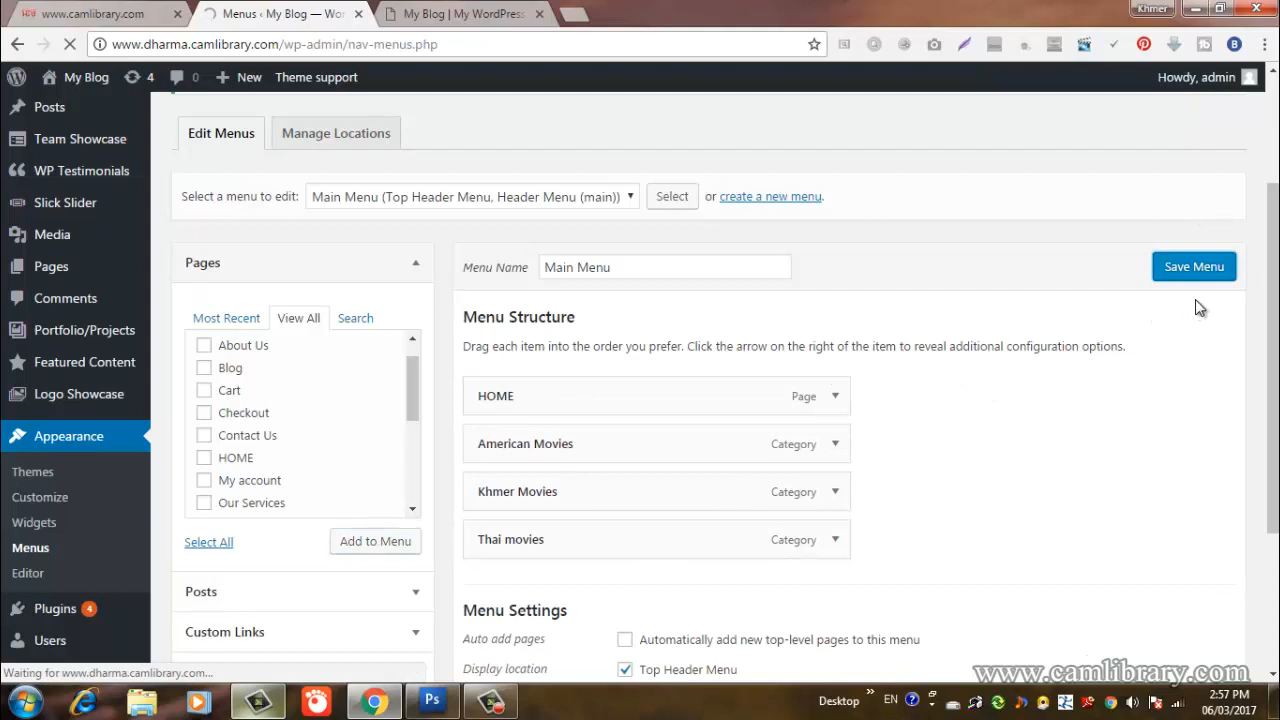 www.camlibrary.com
Menus ‹ My Blog — Wor
My Blog | My WordPress
Khmer
www.dharma.camlibrary.com/wp-admin/nav-menus.php
My Blog 4 0 New Theme support Howdy, admin
Posts
Team Showcase
WP Testimonials
Slick Slider
Media
Pages
Comments
Portfolio/Projects
Featured Content
Logo Showcase
Appearance
Themes
Customize
Widgets
Menus
Editor
Plugins 4
Users
Edit Menus
Manage Locations
Select a menu to edit: Main Menu (Top Header Menu, Header Menu (main)) Select or create a new menu.
Pages
Most Recent View All Search
About Us
Blog
Cart
Checkout
Contact Us
HOME
My account
Our Services
Select All Add to Menu
Posts
Custom Links
Menu Name Main Menu Save Menu
Menu Structure
Drag each item into the order you prefer. Click the arrow on the right of the item to reveal additional configuration options.
HOME Page
American Movies Category
Khmer Movies Category
Thai movies Category
Menu Settings
Auto add pages Automatically add new top-level pages to this menu
Display location Top Header Menu
Waiting for www.dharma.camlibrary.com...
www.camlibrary.com
Ps
Desktop
EN
2:57 PM
06/03/2017